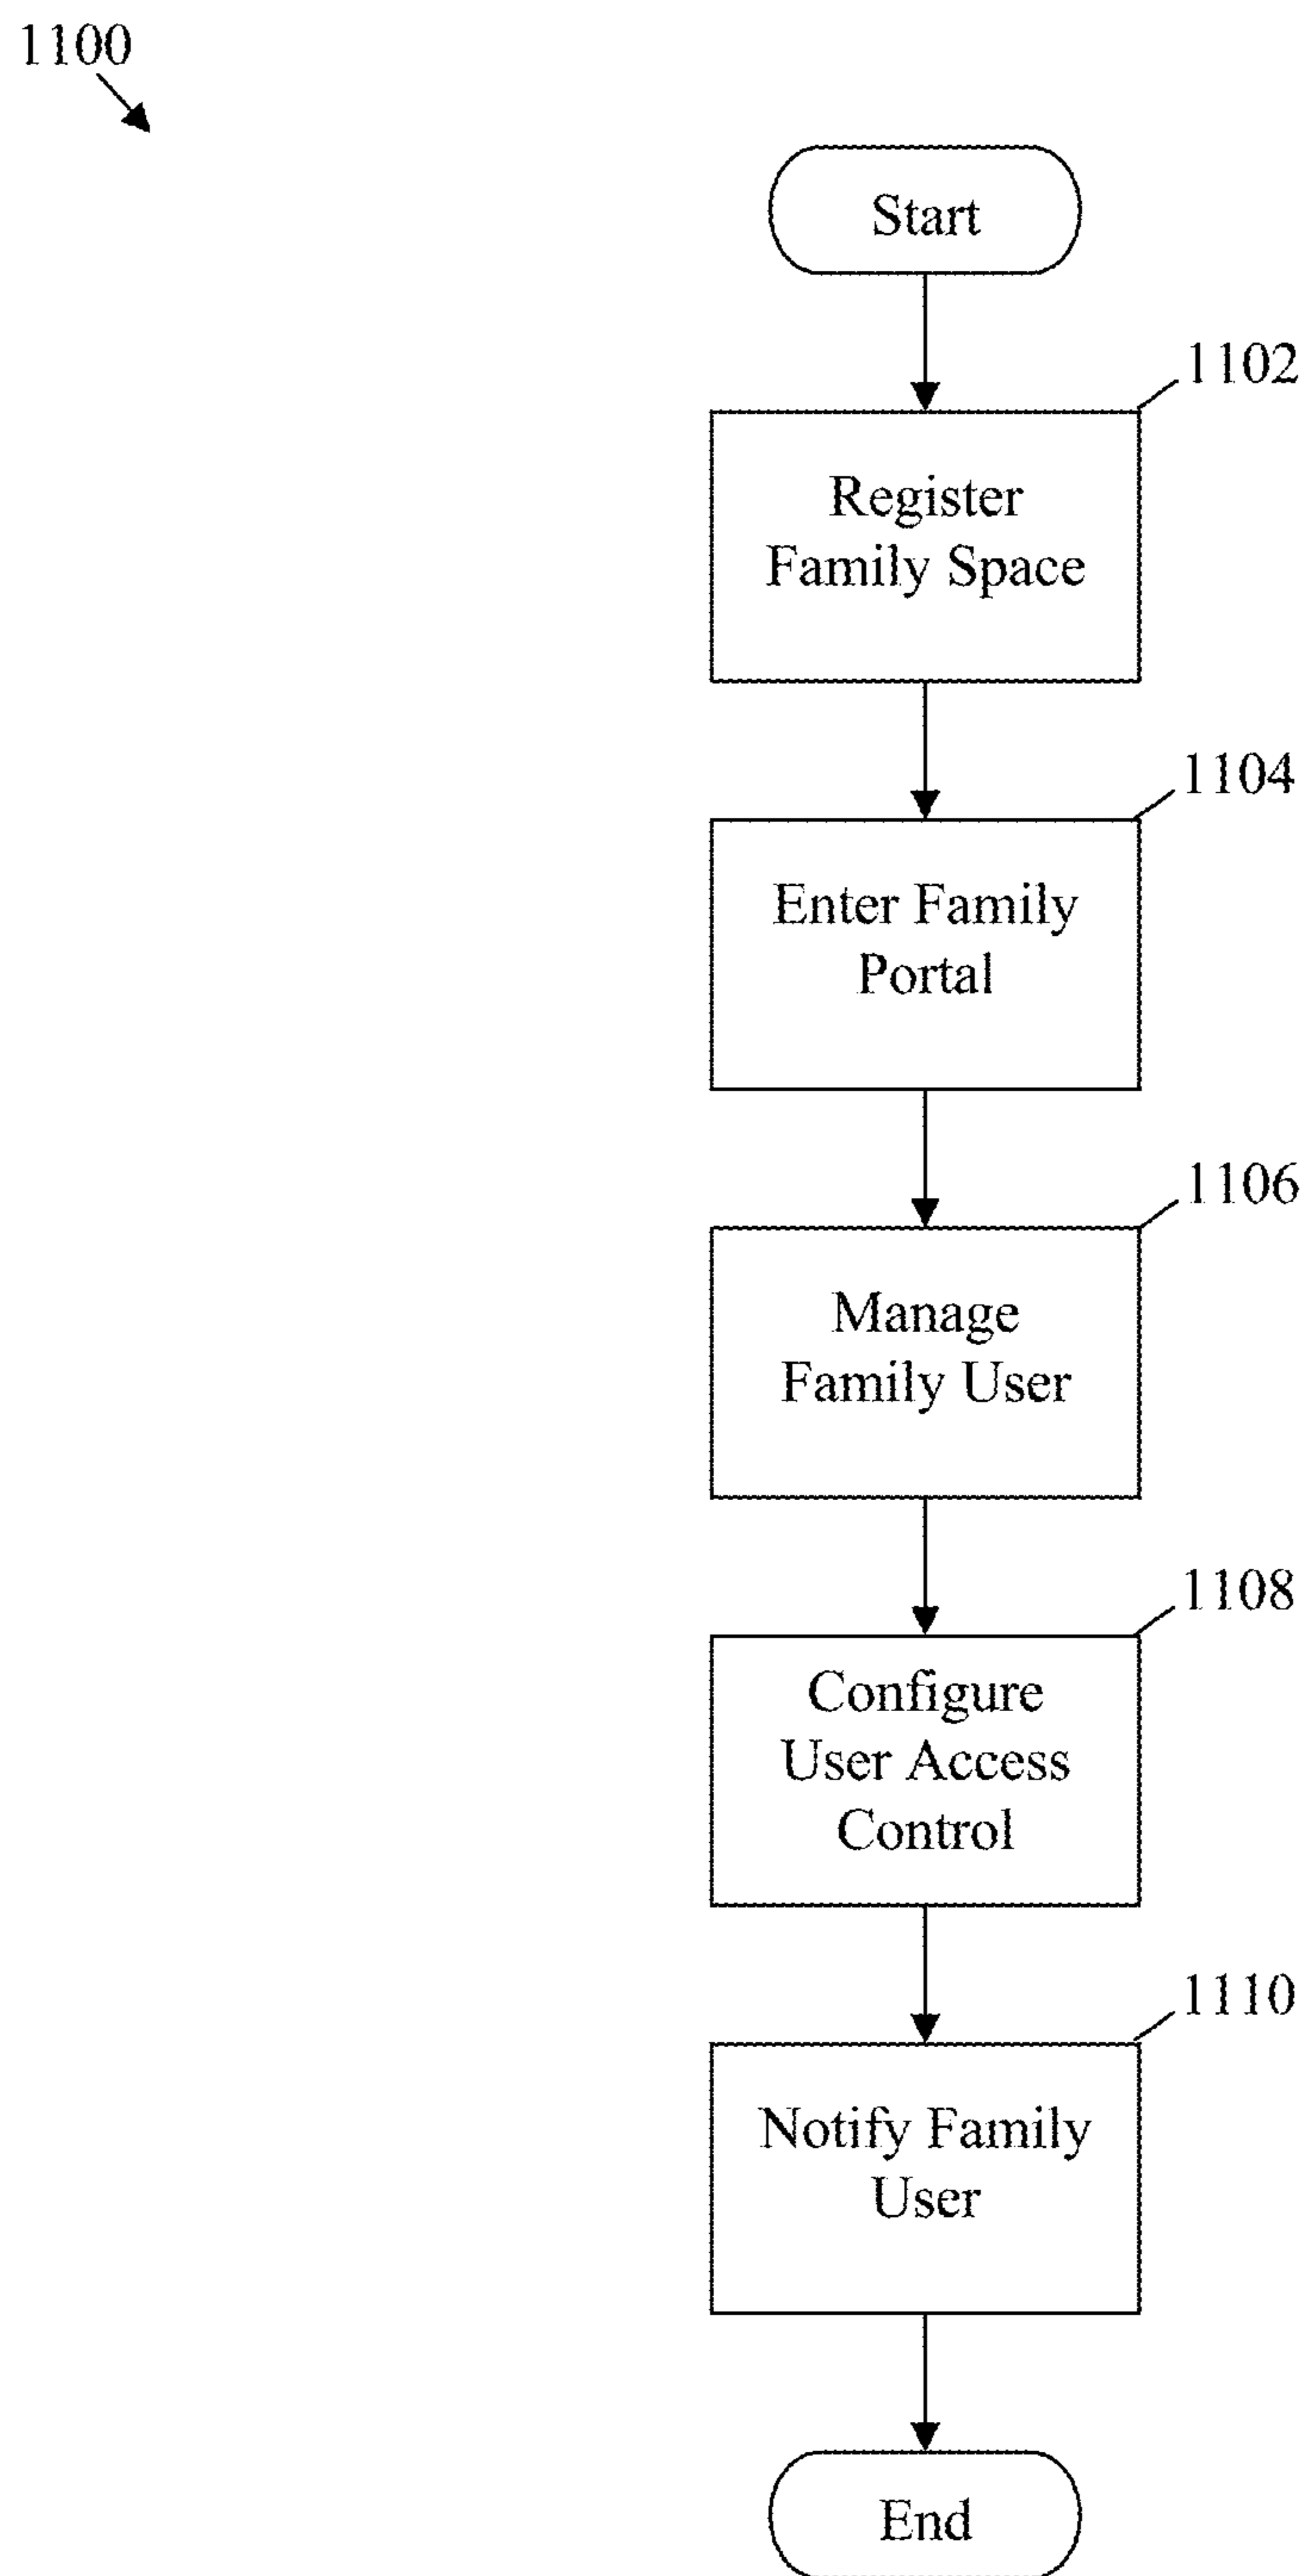 1100
Start
1102
Register
Family Space
1104
Enter Family
Portal
1106
Manage
Family User
1108
Configure
User Access
Control
1110
Notify Family
User
End